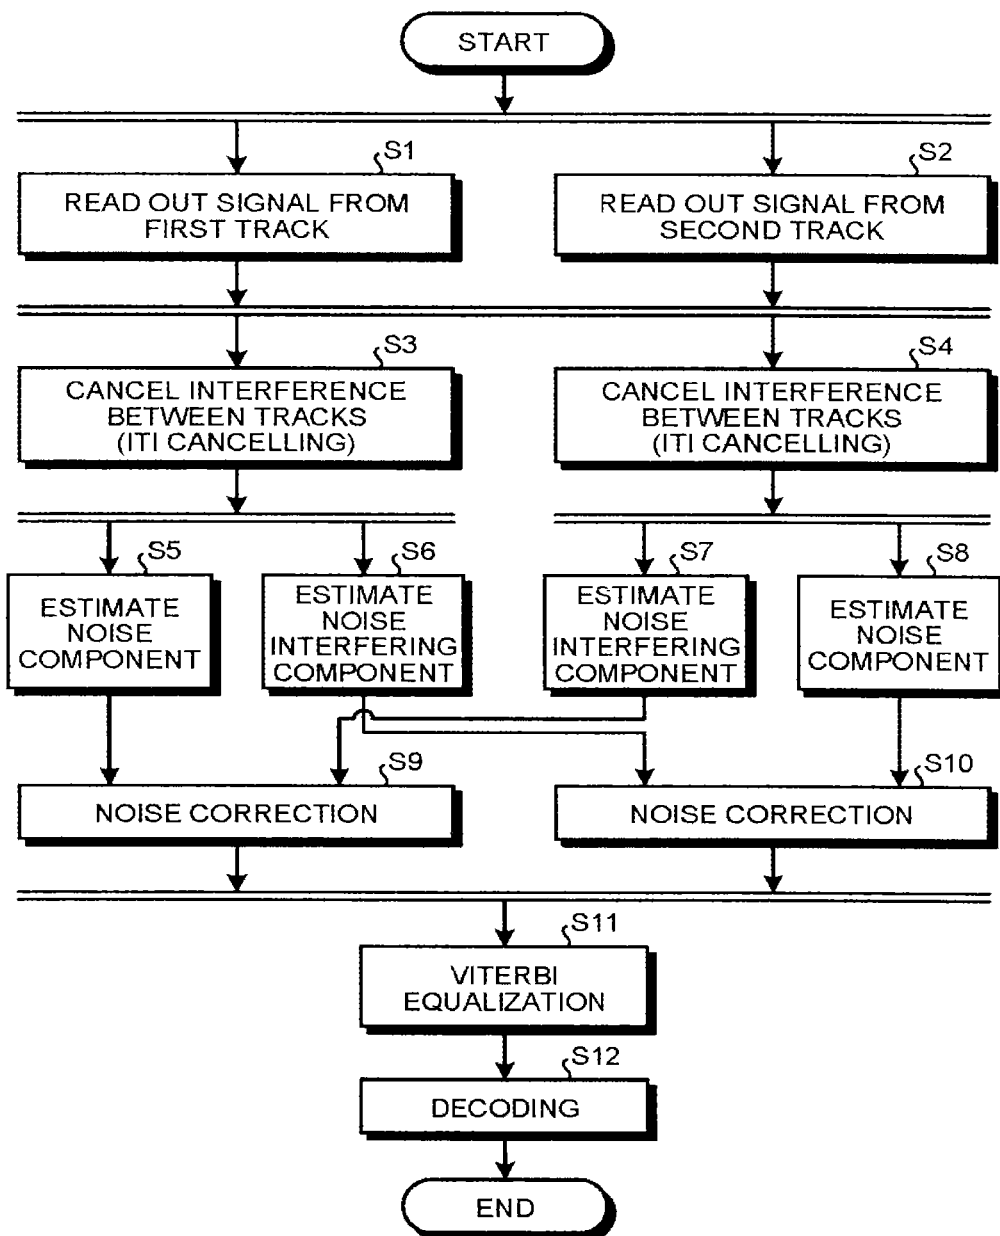 START
S1
READ OUT SIGNAL FROM
FIRST TRACK
S2
READ OUT SIGNAL FROM
SECOND TRACK
S3
CANCEL INTERFERENCE
BETWEEN TRACKS
(ITI CANCELLING)
S4
CANCEL INTERFERENCE
BETWEEN TRACKS
(ITI CANCELLING)
S5
ESTIMATE
NOISE
COMPONENT
S6
ESTIMATE
NOISE
INTERFERING
COMPONENT
S7
ESTIMATE
NOISE
INTERFERING
COMPONENT
S8
ESTIMATE
NOISE
COMPONENT
S9
NOISE CORRECTION
S10
NOISE CORRECTION
S11
VITERBI
EQUALIZATION
S12
DECODING
END